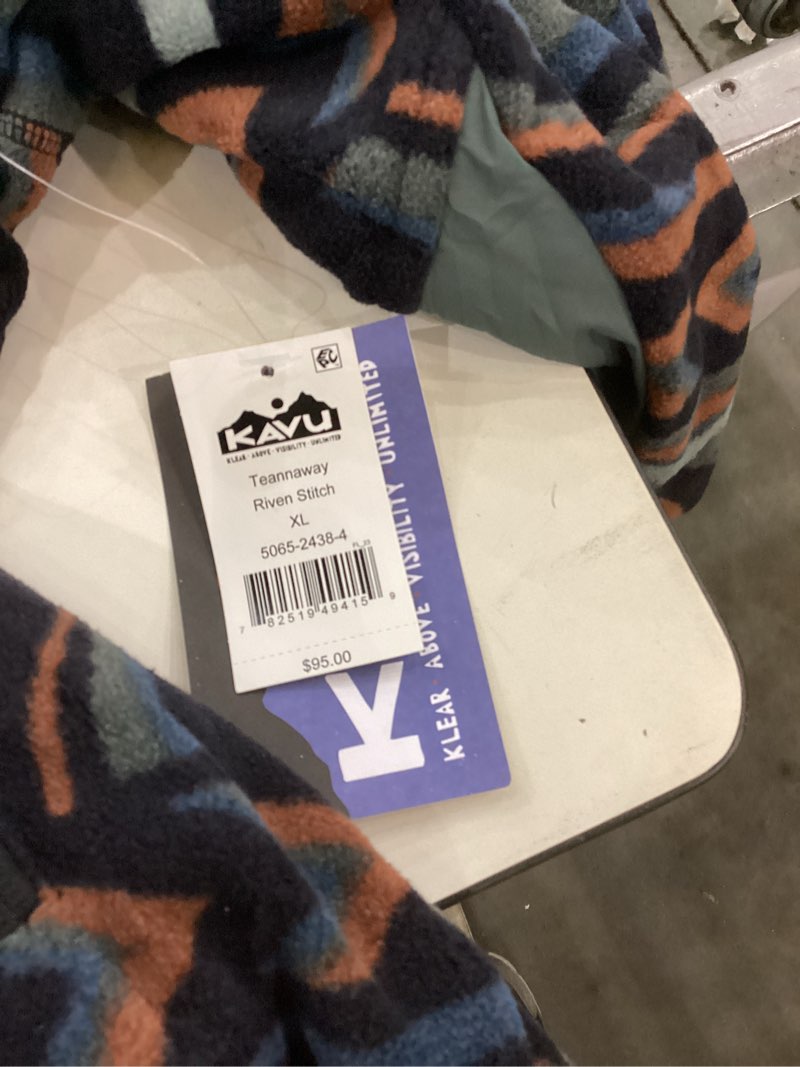 KAVU
KLEAR · ABOVE · VISIBILITY · UNLIMITED
Teannaway
Riven Stitch
XL
5065-2438-4
FL_23
7 82519 49415 9
$95.00
K
KLEAR ABOVE VISIBILITY UNLIMITED